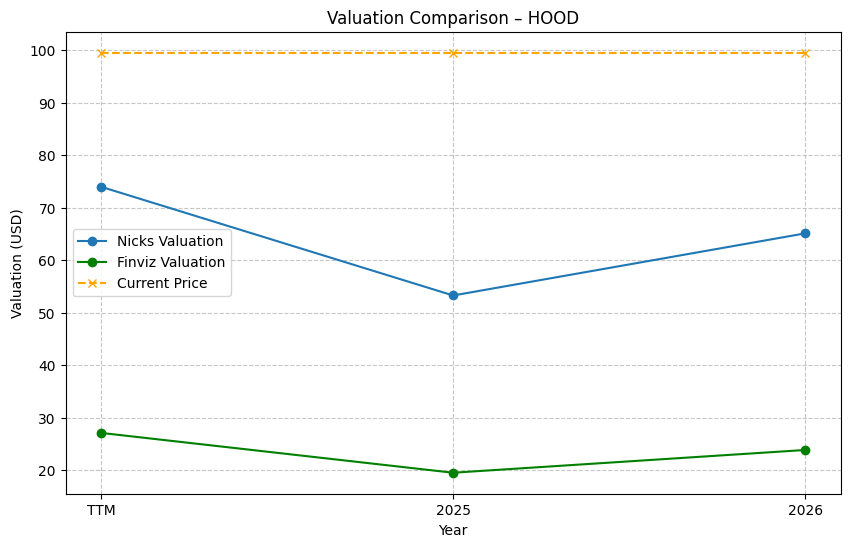 Valuation Comparison – HOOD
Valuation (USD)
100
90
80
70
60
50
40
30
20
Nicks Valuation
Finviz Valuation
Current Price
TTM
2025
2026
Year